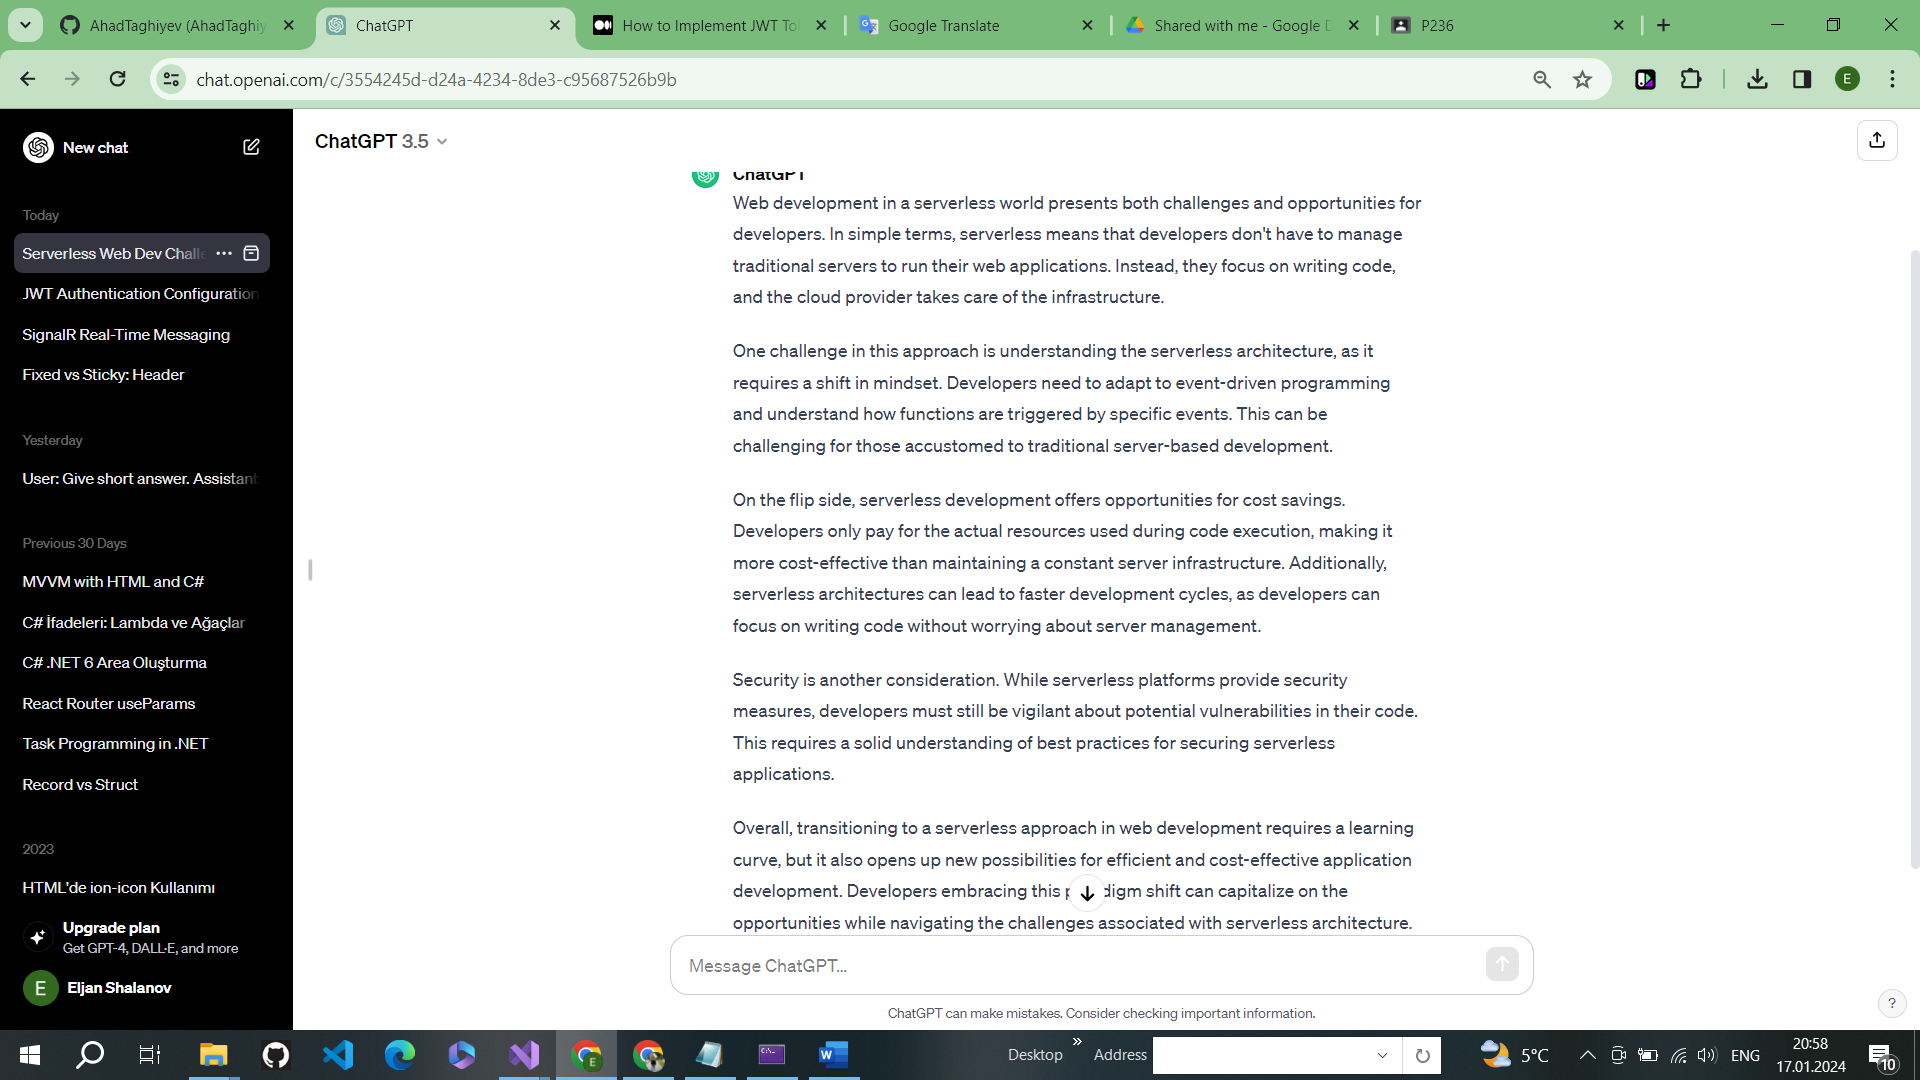 AhadTaghiyev (AhadTaghiy
ChatGPT
How to Implement JWT To
Google Translate
Shared with me - Google D
P236
chat.openai.com/c/3554245d-d24a-4234-8de3-c95687526b9b
E
New chat
ChatGPT 3.5
Today
Serverless Web Dev Challe
JWT Authentication Configuration
SignalR Real-Time Messaging
Fixed vs Sticky: Header
Yesterday
User: Give short answer. Assistant
Previous 30 Days
MVVM with HTML and C#
C# İfadeleri: Lambda ve Ağaçlar
C# .NET 6 Area Oluşturma
React Router useParams
Task Programming in .NET
Record vs Struct
2023
HTML'de ion-icon Kullanımı
Upgrade plan
Get GPT-4, DALL·E, and more
E
Eljan Shalanov
ChatGPT
Web development in a serverless world presents both challenges and opportunities for
developers. In simple terms, serverless means that developers don't have to manage
traditional servers to run their web applications. Instead, they focus on writing code,
and the cloud provider takes care of the infrastructure.
One challenge in this approach is understanding the serverless architecture, as it
requires a shift in mindset. Developers need to adapt to event-driven programming
and understand how functions are triggered by specific events. This can be
challenging for those accustomed to traditional server-based development.
On the flip side, serverless development offers opportunities for cost savings.
Developers only pay for the actual resources used during code execution, making it
more cost-effective than maintaining a constant server infrastructure. Additionally,
serverless architectures can lead to faster development cycles, as developers can
focus on writing code without worrying about server management.
Security is another consideration. While serverless platforms provide security
measures, developers must still be vigilant about potential vulnerabilities in their code.
This requires a solid understanding of best practices for securing serverless
applications.
Overall, transitioning to a serverless approach in web development requires a learning
curve, but it also opens up new possibilities for efficient and cost-effective application
development. Developers embracing this p digm shift can capitalize on the
opportunities while navigating the challenges associated with serverless architecture.
Message ChatGPT…
ChatGPT can make mistakes. Consider checking important information.
?
Desktop
Address
5°C
ENG
20:58
17.01.2024
10